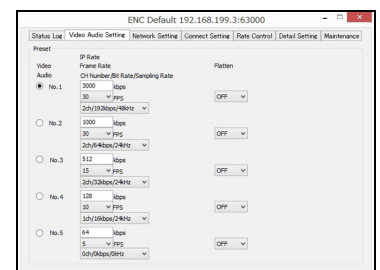 ENC Default 192.168.199.3:63000
Status Log Video Audio Setting Network Setting Connect Setting Rate Control Detail Setting Maintenance
Preset
IP Rate
Video Frame Rate Flatten
Audio CH Number/Bit Rate/Sampling Rate
No.1 3000 kbps
30 FPS OFF
2ch/192kbps/48kHz
No.2 1000 kbps
30 FPS OFF
2ch/64kbps/24kHz
No.3 512 kbps
15 FPS OFF
2ch/32kbps/24kHz
No.4 128 kbps
10 FPS OFF
1ch/16kbps/24kHz
No.5 64 kbps
5 FPS OFF
0ch/0kbps/0kHz